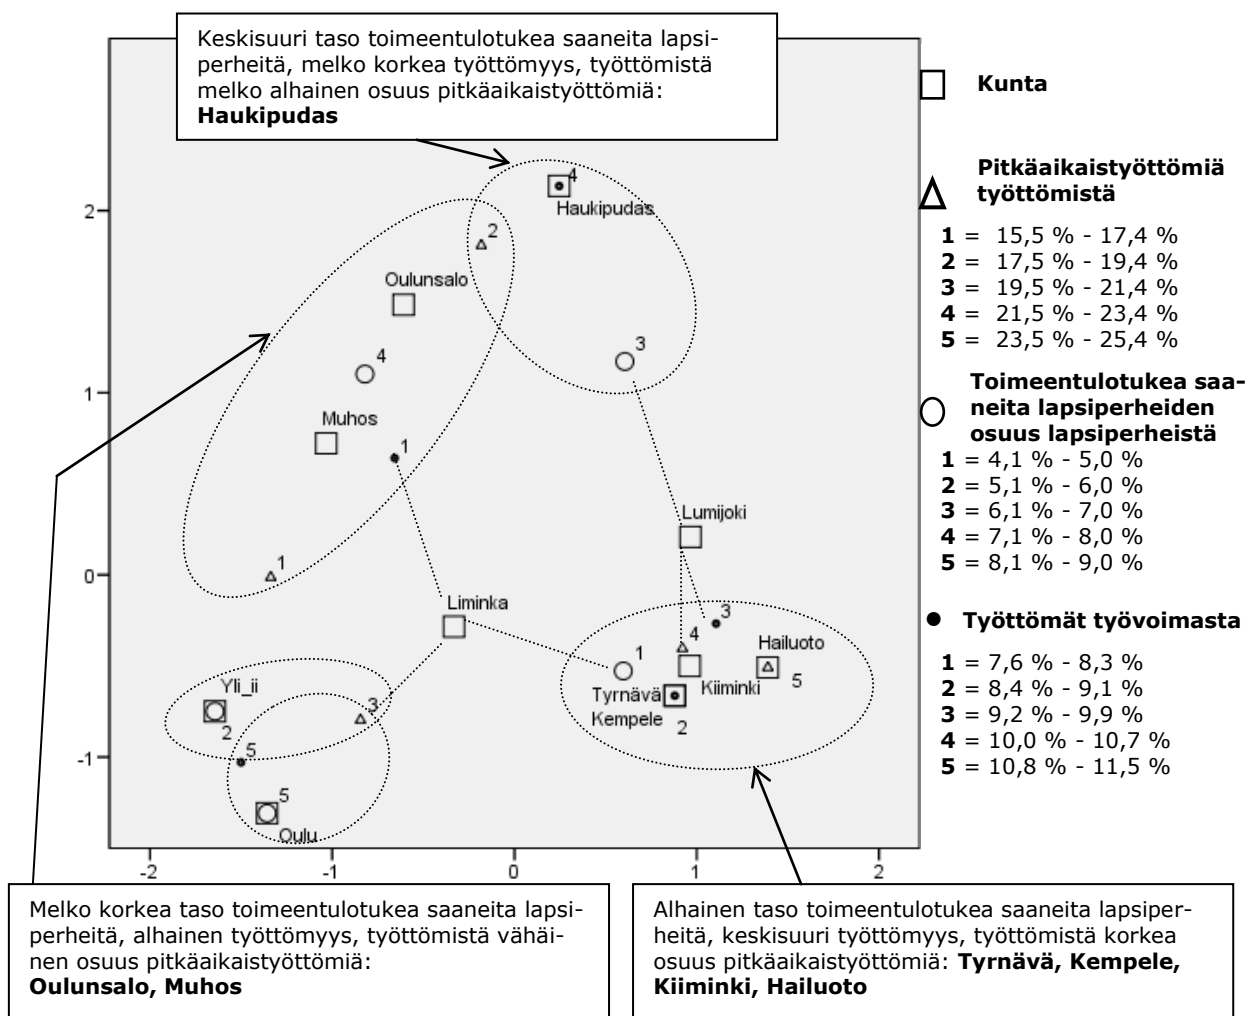 Keskisuuri taso toimeentulotukea saaneita lapsi-
perheitä, melko korkea työttömyys, työttömistä
melko alhainen osuus pitkäaikaistyöttömiä:
Haukipudas
Kunta
Pitkäaikaistyöttömiä
työttömistä
1 = 15,5 % - 17,4 %
2 = 17,5 % - 19,4 %
3 = 19,5 % - 21,4 %
4 = 21,5 % - 23,4 %
5 = 23,5 % - 25,4 %
Toimeentulotukea saa-
neita lapsiperheiden
osuus lapsiperheistä
1 = 4,1 % - 5,0 %
2 = 5,1 % - 6,0 %
3 = 6,1 % - 7,0 %
4 = 7,1 % - 8,0 %
5 = 8,1 % - 9,0 %
Työttömät työvoimasta
1 = 7,6 % - 8,3 %
2 = 8,4 % - 9,1 %
3 = 9,2 % - 9,9 %
4 = 10,0 % - 10,7 %
5 = 10,8 % - 11,5 %
4
Haukipudas
2
2
Oulunsalo
4
3
1
Muhos
1
Lumijoki
0
1
Liminka
3
4
Hailuoto
1
5
Kiiminki
Tyrnävä
Kempele
2
Yli_ii
2
3
5
-1
5
Oulu
-2
-1
0
1
2
Melko korkea taso toimeentulotukea saaneita lapsi-
perheitä, alhainen työttömyys, työttömistä vähäi-
nen osuus pitkäaikaistyöttömiä:
Oulunsalo, Muhos
Alhainen taso toimeentulotukea saaneita lapsiper-
heitä, keskisuuri työttömyys, työttömistä korkea
osuus pitkäaikaistyöttömiä: Tyrnävä, Kempele,
Kiiminki, Hailuoto